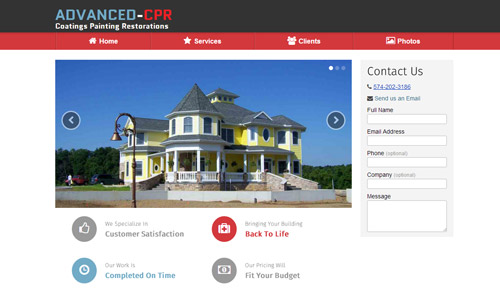 ADVANCED-CPR
Coatings Painting Restorations
Home
Services
Clients
Photos
Contact Us
574-202-3186
Send us an Email
Full Name
Email Address
Phone (optional)
Company (optional)
Message
We Specialize In
Customer Satisfaction
Bringing Your Building
Back To Life
Our Work Is
Completed On Time
Our Pricing Will
Fit Your Budget